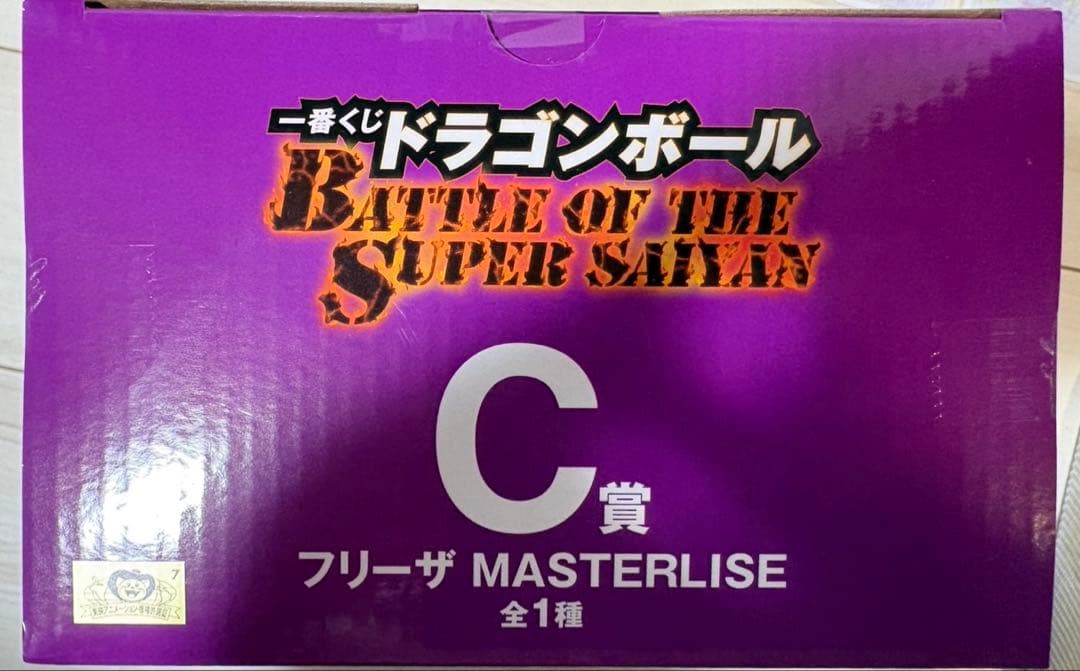 一番くじ ドラゴンボール
BATTLE OF THE
SUPER SAIYAN
C賞
フリーザ MASTERLISE
全1種
7